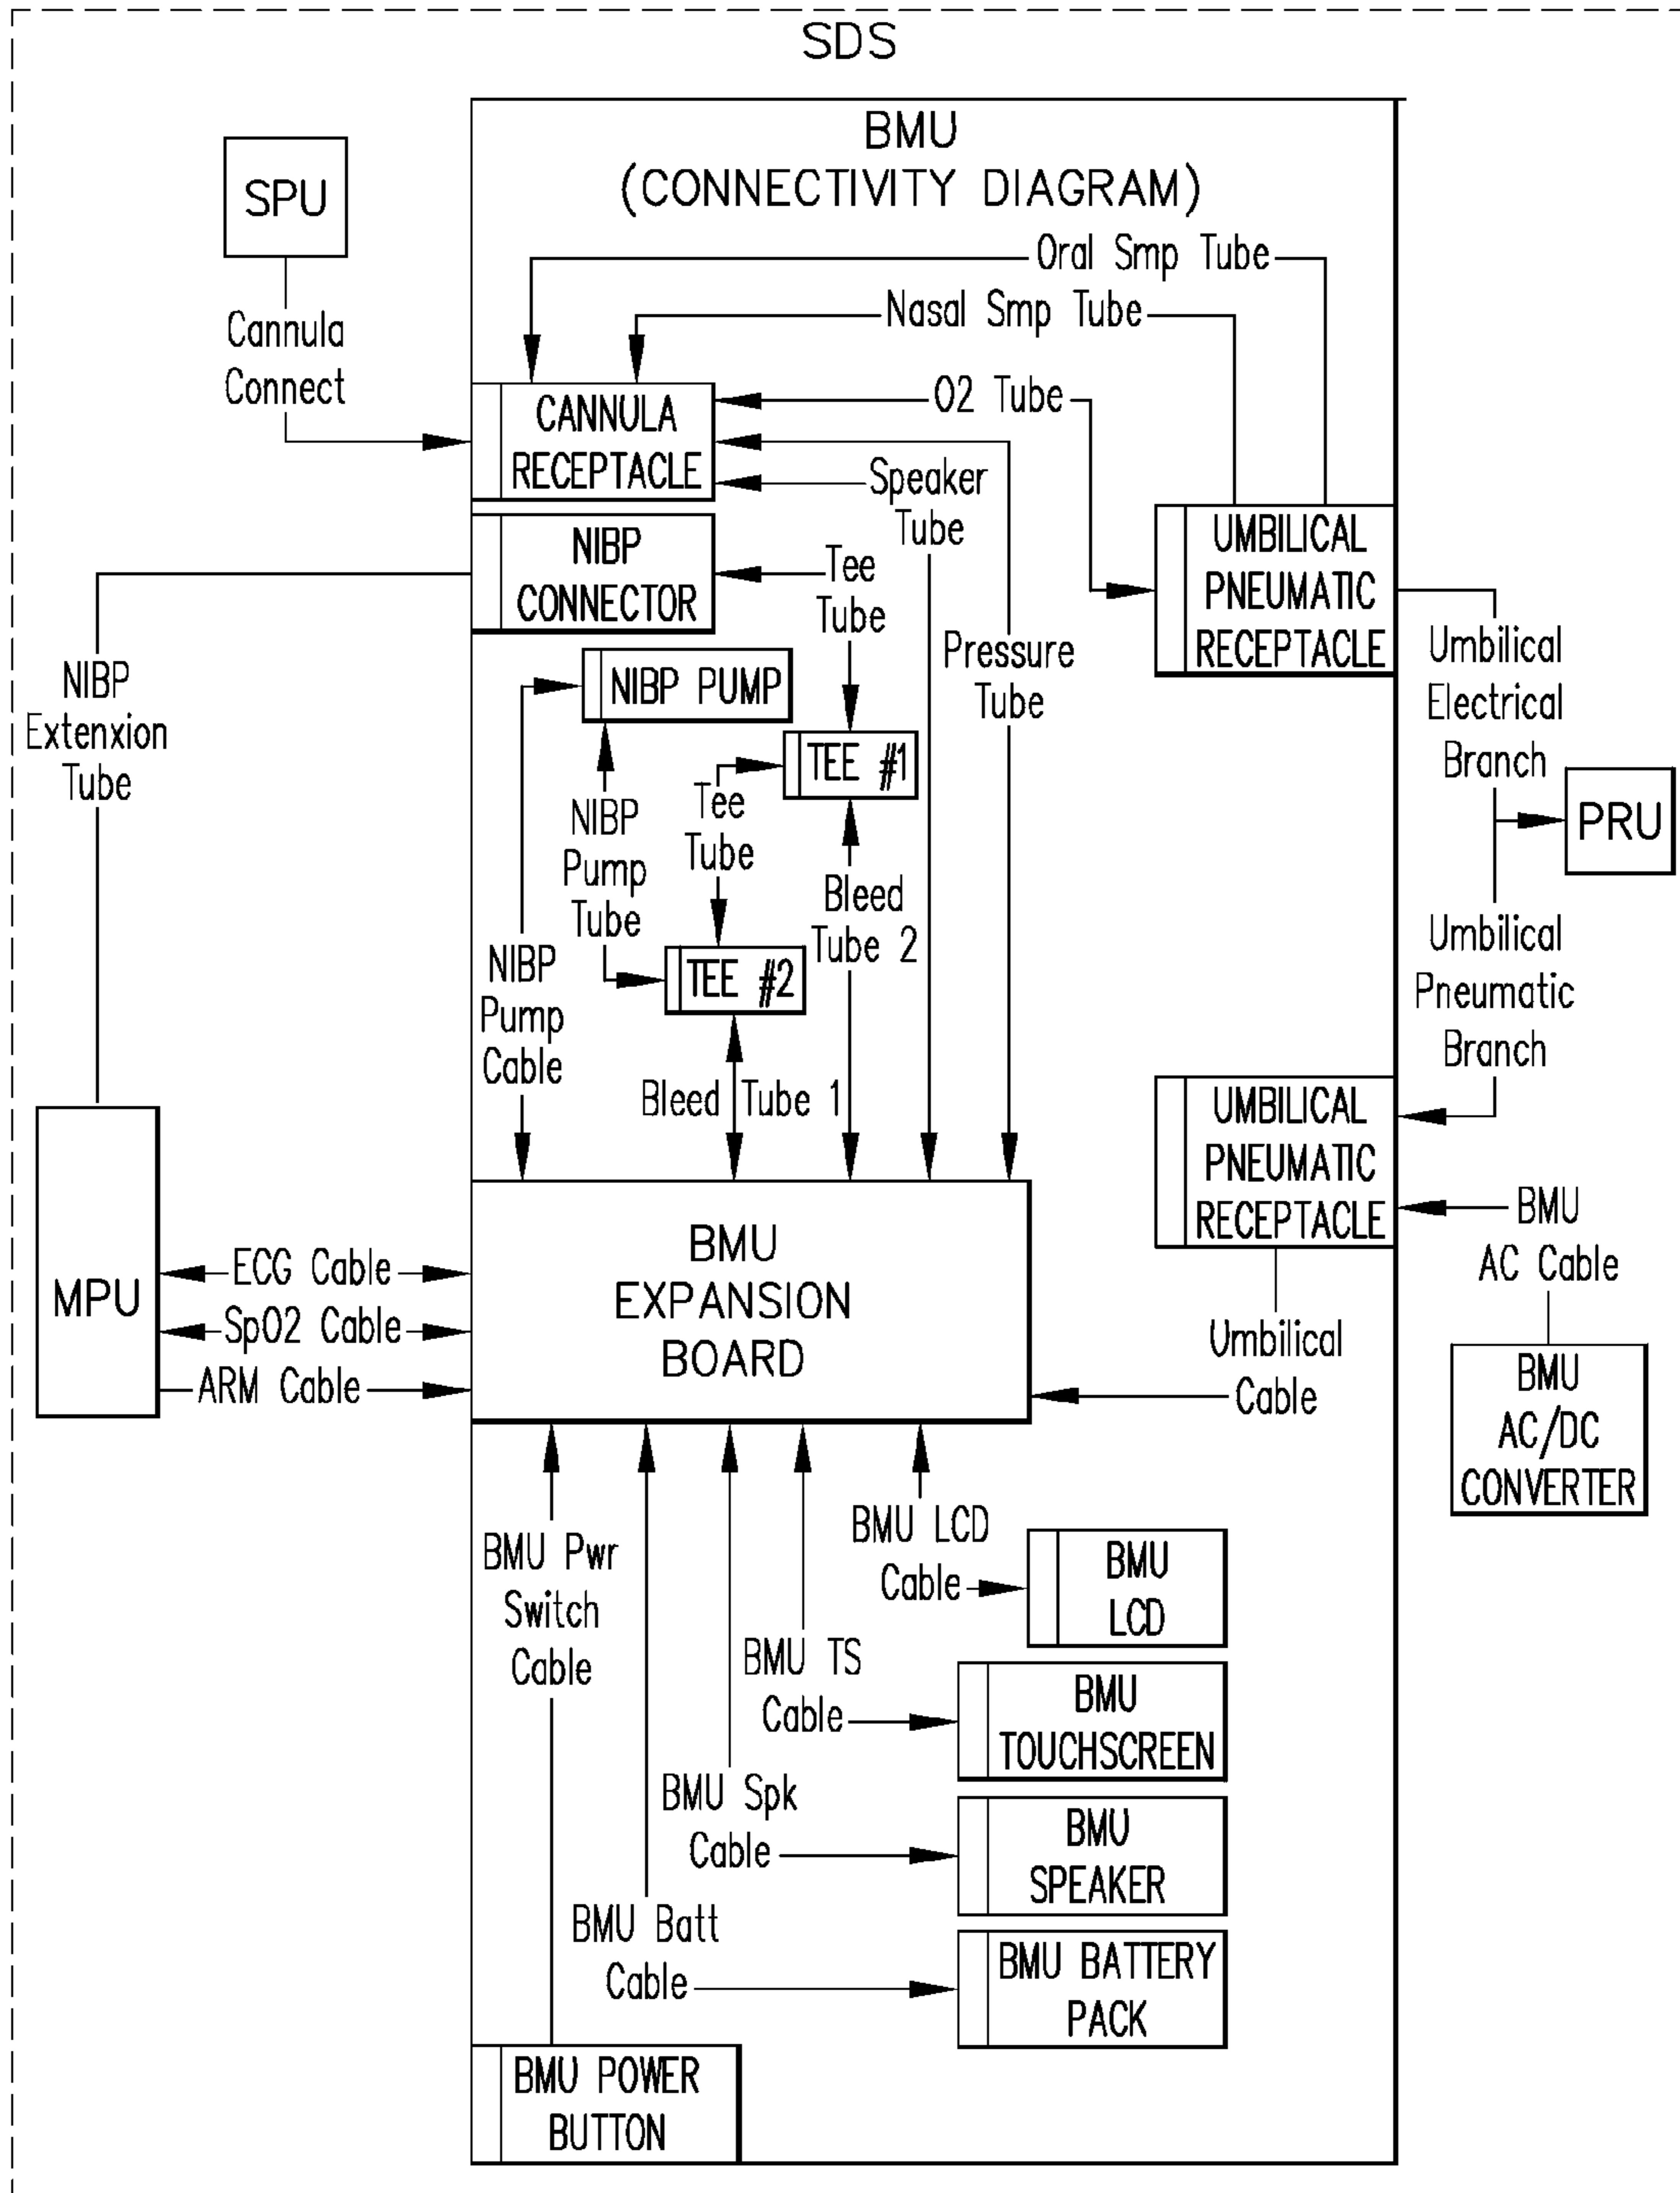 SDS
BMU
(CONNECTIVITY DIAGRAM)
SPU
Cannula
Connect
Oral Smp Tube
Nasal Smp Tube
O2 Tube
CANNULA
RECEPTACLE
Speaker
Tube
NIBP
CONNECTOR
Tee
Tube
UMBILICAL
PNEUMATIC
RECEPTACLE
Pressure
Tube
NIBP
Extenxion
Tube
NIBP PUMP
TEE #1
Tee
Tube
NIBP
Pump
Tube
Bleed
Tube 2
TEE #2
NIBP
Pump
Cable
Bleed Tube 1
Umbilical
Electrical
Branch
PRU
Umbilical
Pneumatic
Branch
UMBILICAL
PNEUMATIC
RECEPTACLE
BMU
AC Cable
BMU
AC/DC
CONVERTER
Umbilical
Cable
MPU
ECG Cable
SpO2 Cable
ARM Cable
BMU
EXPANSION
BOARD
BMU Pwr
Switch
Cable
BMU LCD
Cable
BMU
LCD
BMU TS
Cable
BMU
TOUCHSCREEN
BMU Spk
Cable
BMU
SPEAKER
BMU Batt
Cable
BMU BATTERY
PACK
BMU POWER
BUTTON